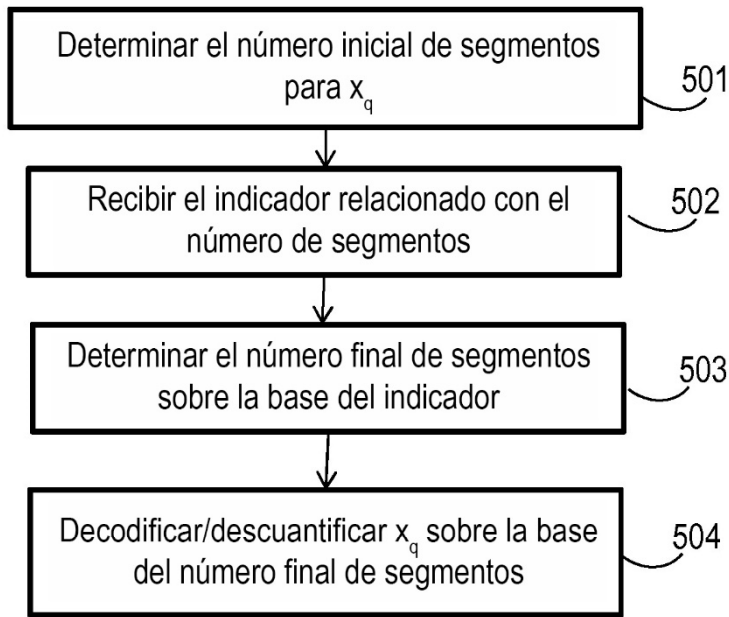 Determinar el número inicial de segmentos
para x_q
501
Recibir el indicador relacionado con el
número de segmentos
502
Determinar el número final de segmentos
sobre la base del indicador
503
Decodificar/descuantificar x_q sobre la base
del número final de segmentos
504